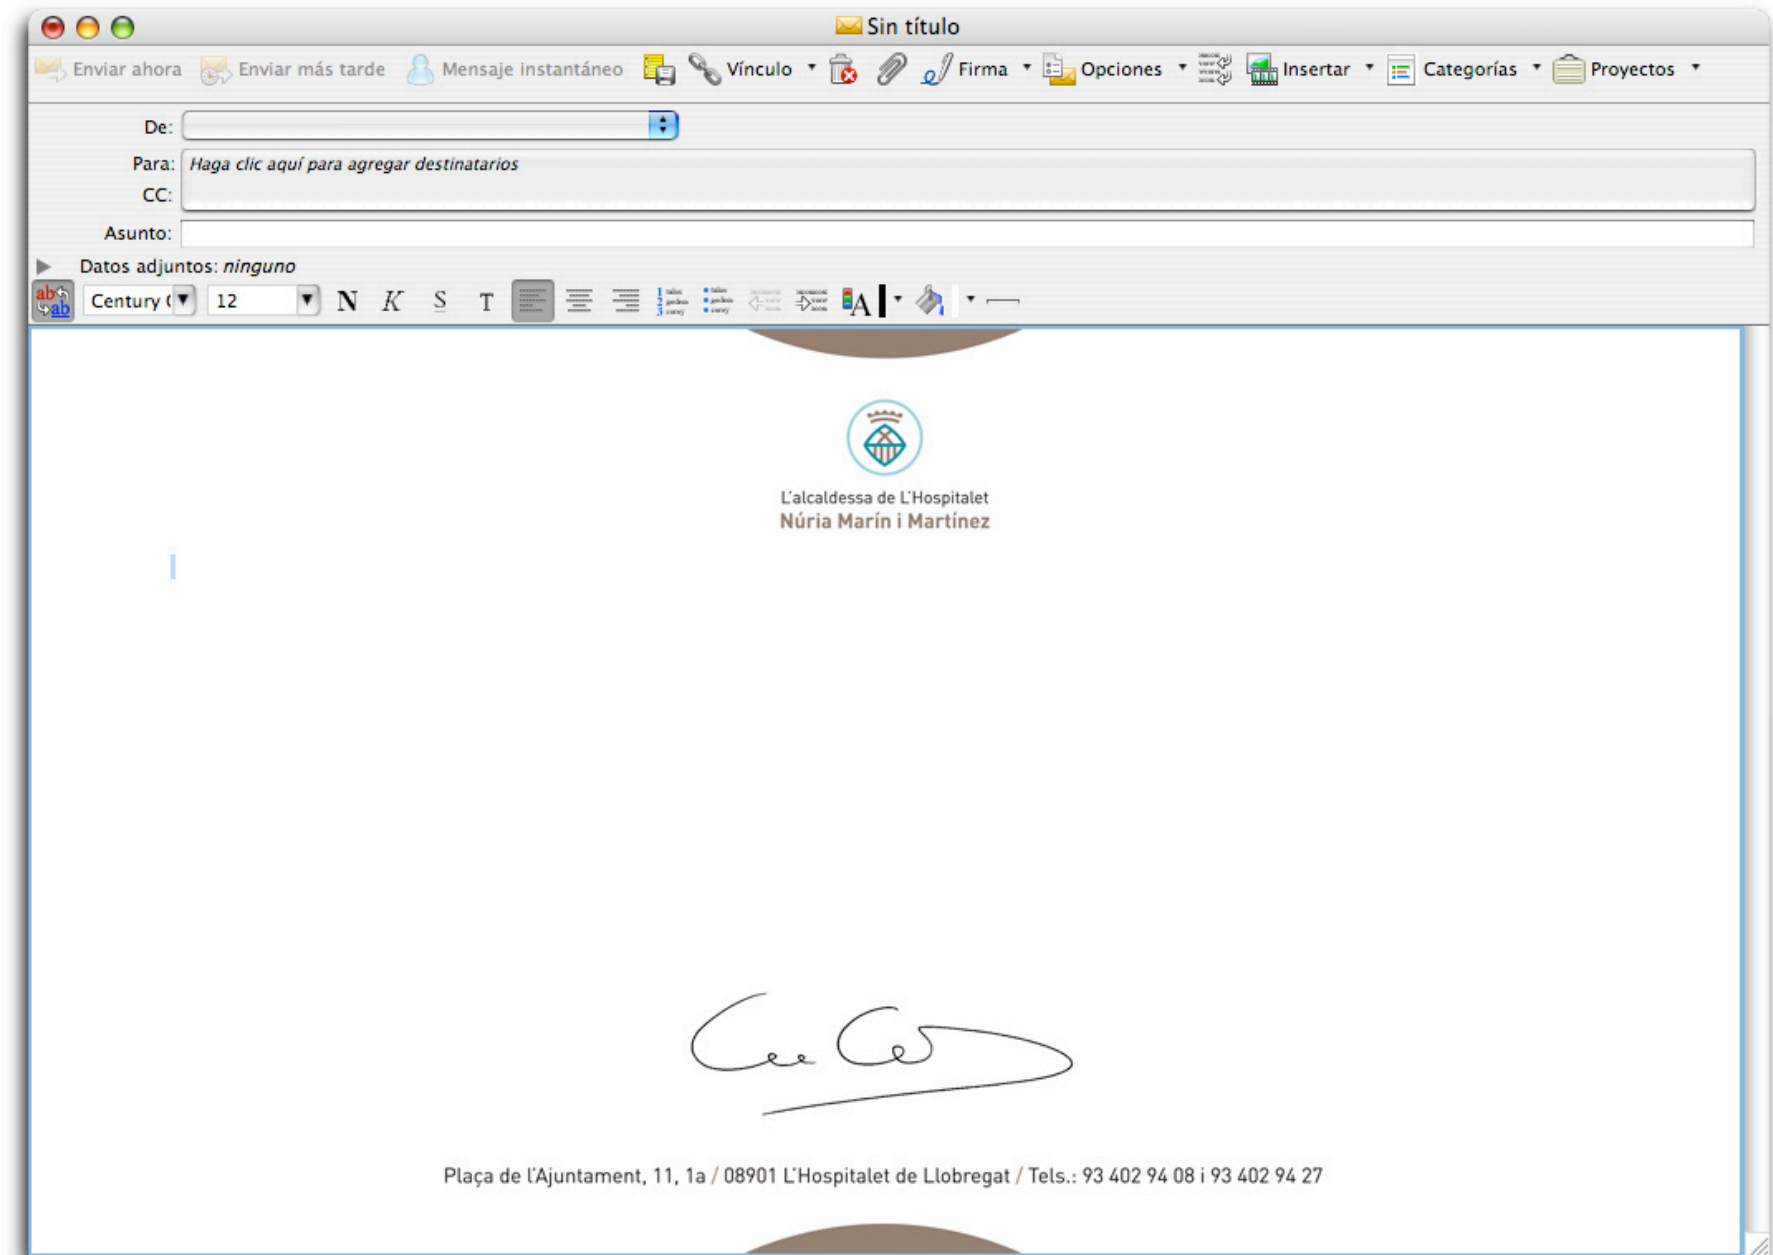 Sin título
Enviar ahora Enviar más tarde Mensaje instantáneo Vínculo Firma Opciones Insertar Categorías Proyectos
De:
Para: Haga clic aquí para agregar destinatarios
CC:
Asunto:
Datos adjuntos: ninguno
Century 12 N K S T
L'alcaldessa de L'Hospitalet
Núria Marín i Martínez
Plaça de l'Ajuntament, 11, 1a / 08901 L'Hospitalet de Llobregat / Tels.: 93 402 94 08 i 93 402 94 27